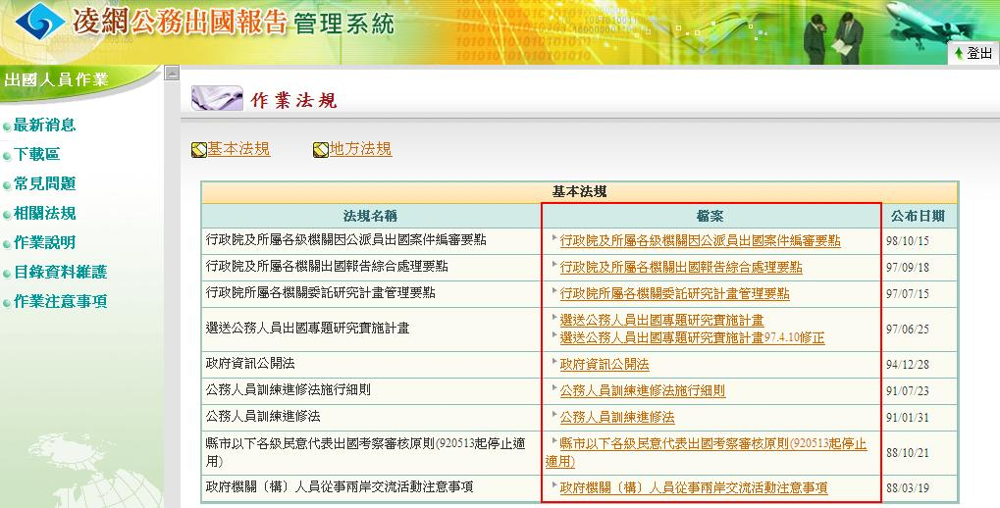 凌網公務出國報告管理系統
登出
出國人員作業
最新消息
下載區
常見問題
相關法規
作業說明
目錄資料維護
作業注意事項
作業法規
基本法規 地方法規
基本法規
法規名稱 檔案 公布日期
行政院及所屬各級機關因公派員出國案件編審要點 行政院及所屬各級機關因公派員出國案件編審要點 98/10/15
行政院及所屬各機關出國報告綜合處理要點 行政院及所屬各機關出國報告綜合處理要點 97/09/18
行政院所屬各機關委託研究計畫管理要點 行政院所屬各機關委託研究計畫管理要點 97/07/15
選送公務人員出國專題研究實施計畫 選送公務人員出國專題研究實施計畫 97/06/25
選送公務人員出國專題研究實施計畫97.4.10修正
政府資訊公開法 政府資訊公開法 94/12/28
公務人員訓練進修法施行細則 公務人員訓練進修法施行細則 91/07/23
公務人員訓練進修法 公務人員訓練進修法 91/01/31
縣市以下各級民意代表出國考察審核原則(920513起停止適 縣市以下各級民意代表出國考察審核原則(920513起停止 88/10/21
用) 適用)
政府機關〔構〕人員從事兩岸交流活動注意事項 政府機關〔構〕人員從事兩岸交流活動注意事項 88/03/19